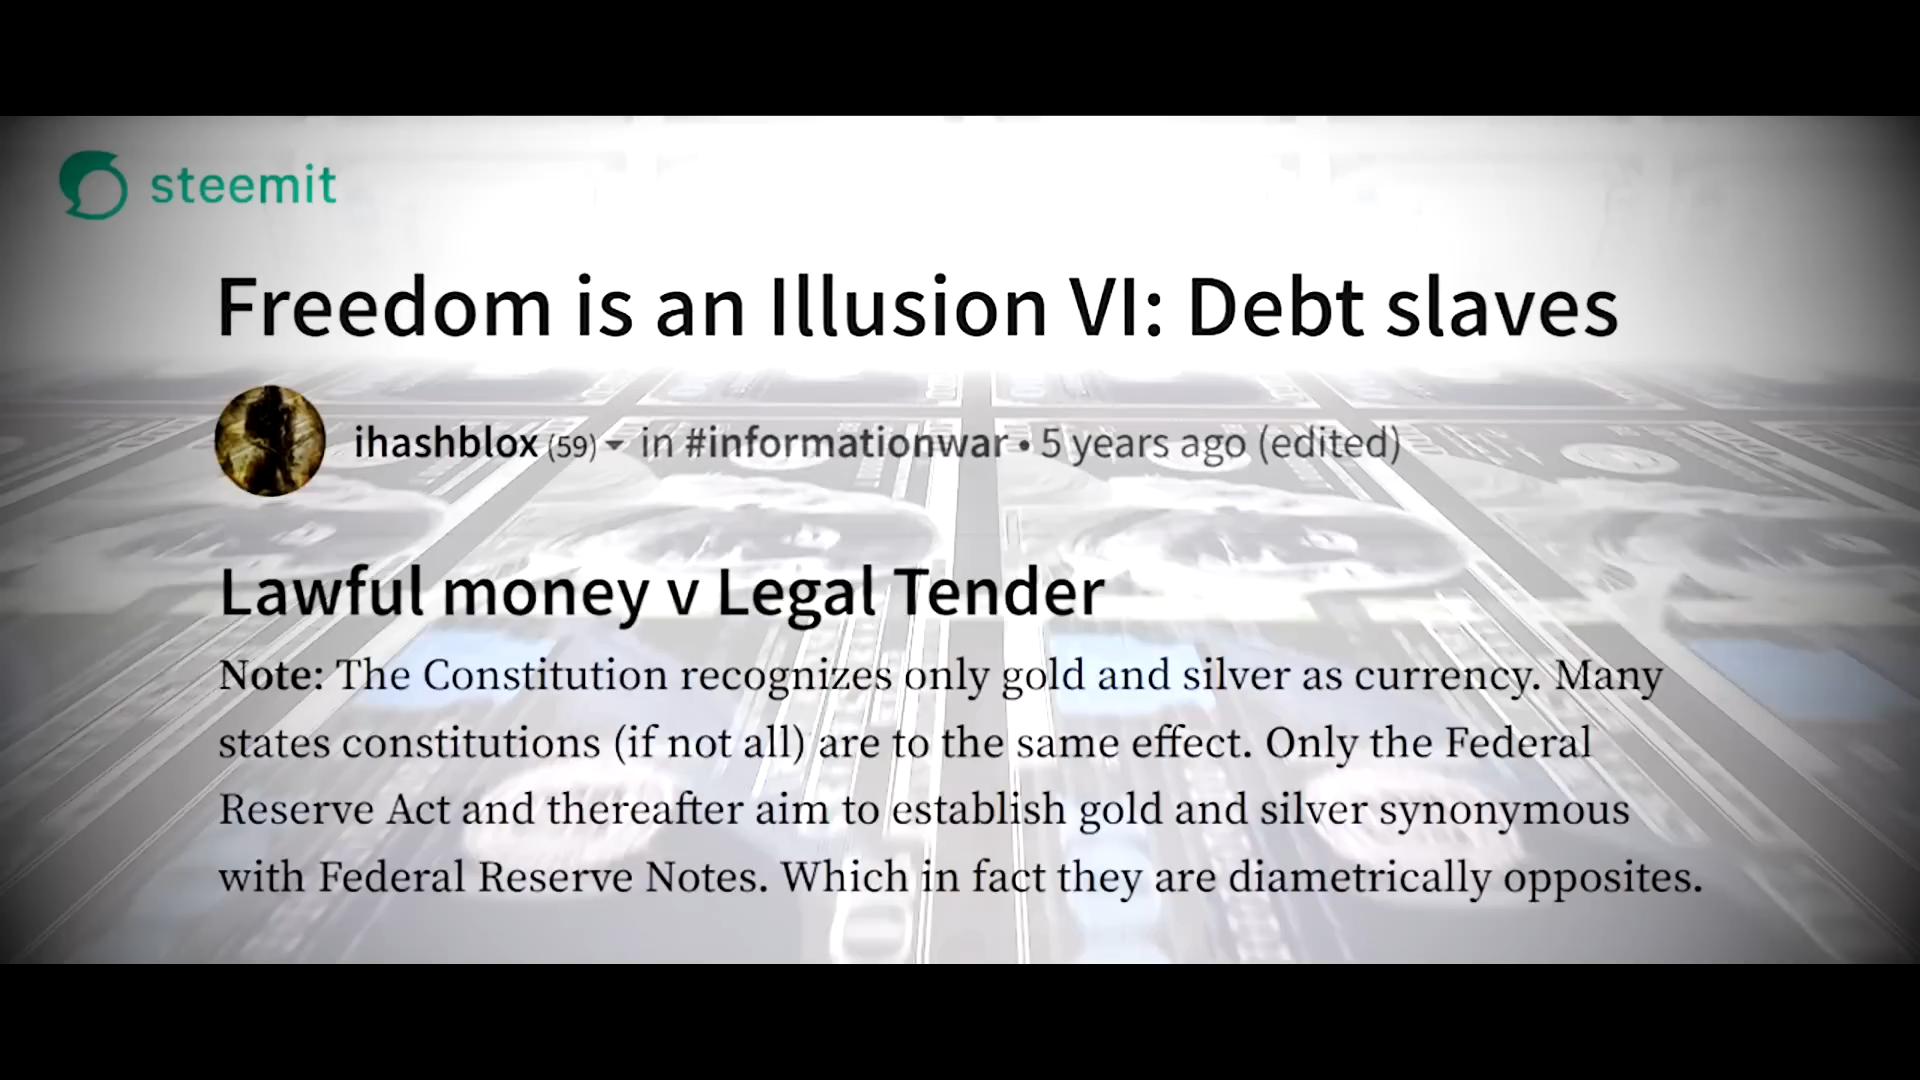 steemit
Freedom is an Illusion VI: Debt slaves
ihashblox (59) in #informationwar • 5 years ago (edited)
Lawful money v Legal Tender
Note: The Constitution recognizes only gold and silver as currency. Many
states constitutions (if not all) are to the same effect. Only the Federal
Reserve Act and thereafter aim to establish gold and silver synonymous
with Federal Reserve Notes. Which in fact they are diametrically opposites.